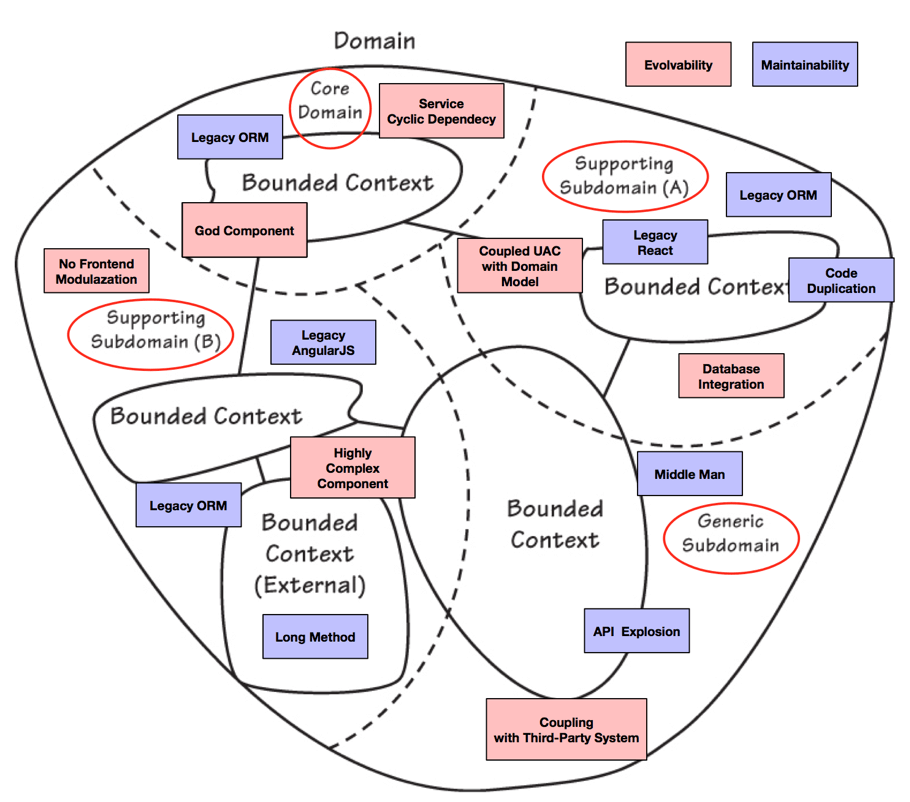 Domain
Evolvability
Maintainability
Core
Domain
Service
Cyclic Dependecy
Legacy ORM
Bounded Context
God Component
Supporting
Subdomain (A)
Legacy ORM
Legacy
React
Coupled UAC
with Domain
Model
Bounded Context
Code
Duplication
No Frontend
Modulazation
Supporting
Subdomain (B)
Legacy
AngularJS
Database
Integration
Bounded Context
Highly
Complex
Component
Middle Man
Legacy ORM
Bounded
Context
(External)
Bounded
Context
Generic
Subdomain
Long Method
API Explosion
Coupling
with Third-Party System